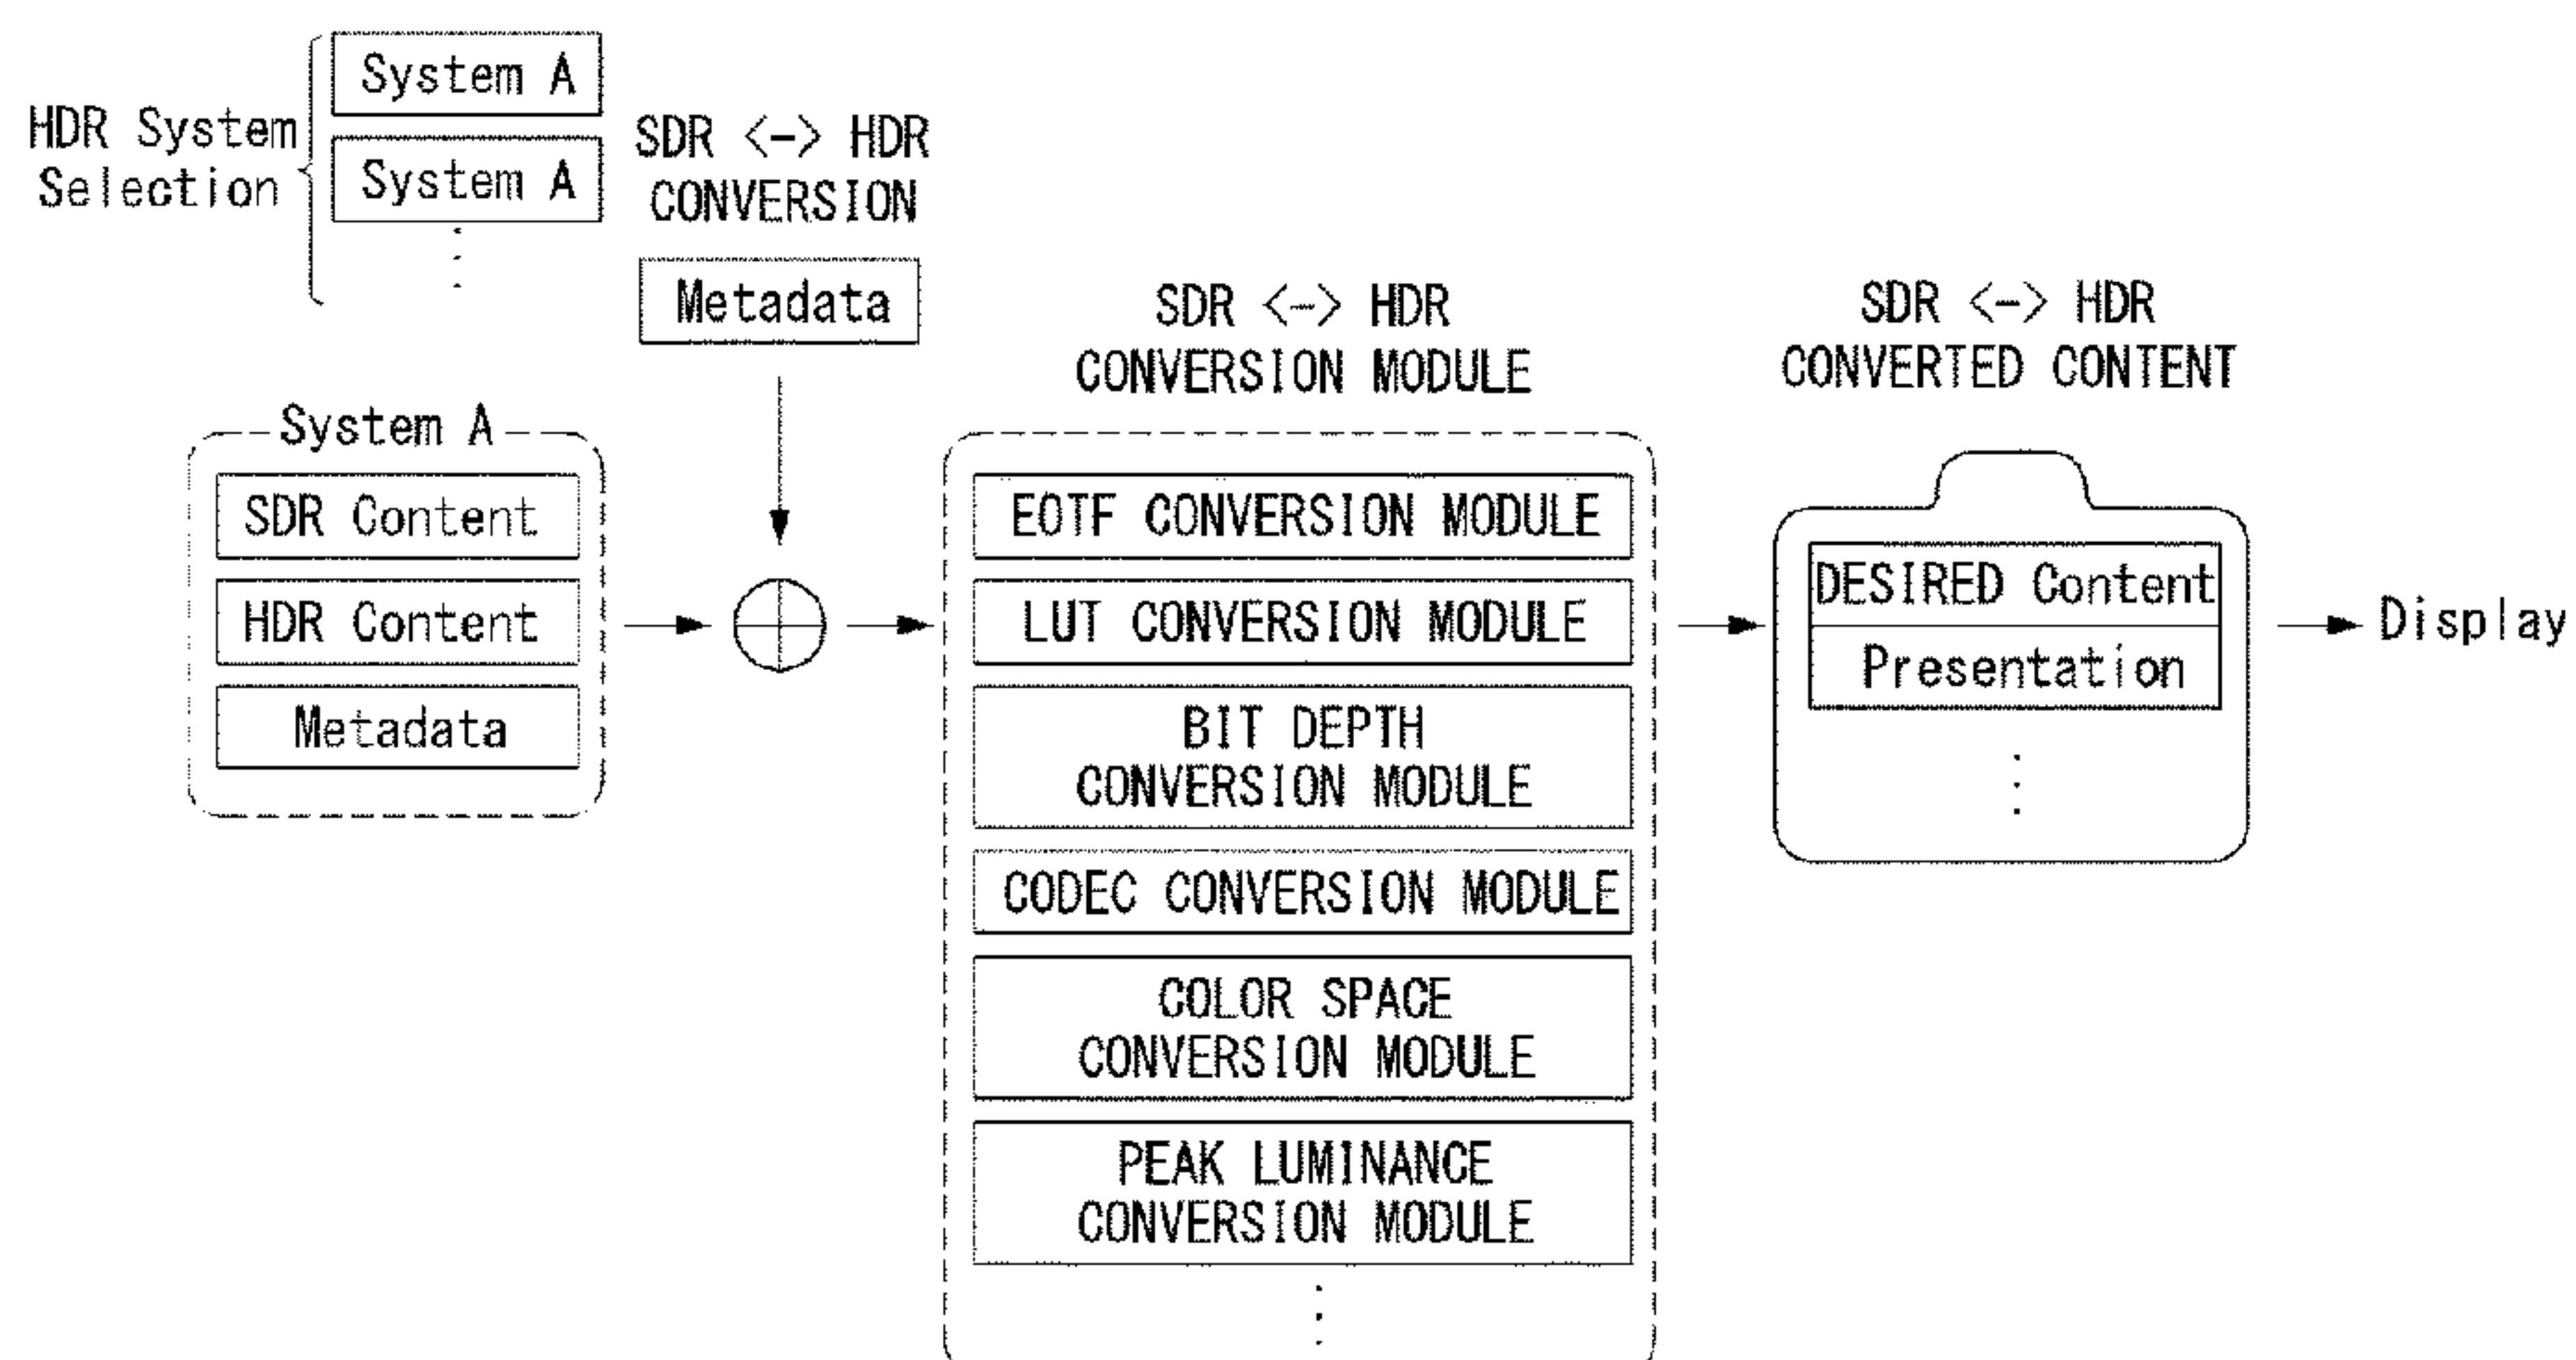 HDR System
Selection
System A
System A
SDR <-> HDR
CONVERSION
Metadata
System A
SDR Content
HDR Content
Metadata
SDR <-> HDR
CONVERSION MODULE
EOTF CONVERSION MODULE
LUT CONVERSION MODULE
BIT DEPTH
CONVERSION MODULE
CODEC CONVERSION MODULE
COLOR SPACE
CONVERSION MODULE
PEAK LUMINANCE
CONVERSION MODULE
SDR <-> HDR
CONVERTED CONTENT
DESIRED Content
Presentation
Display